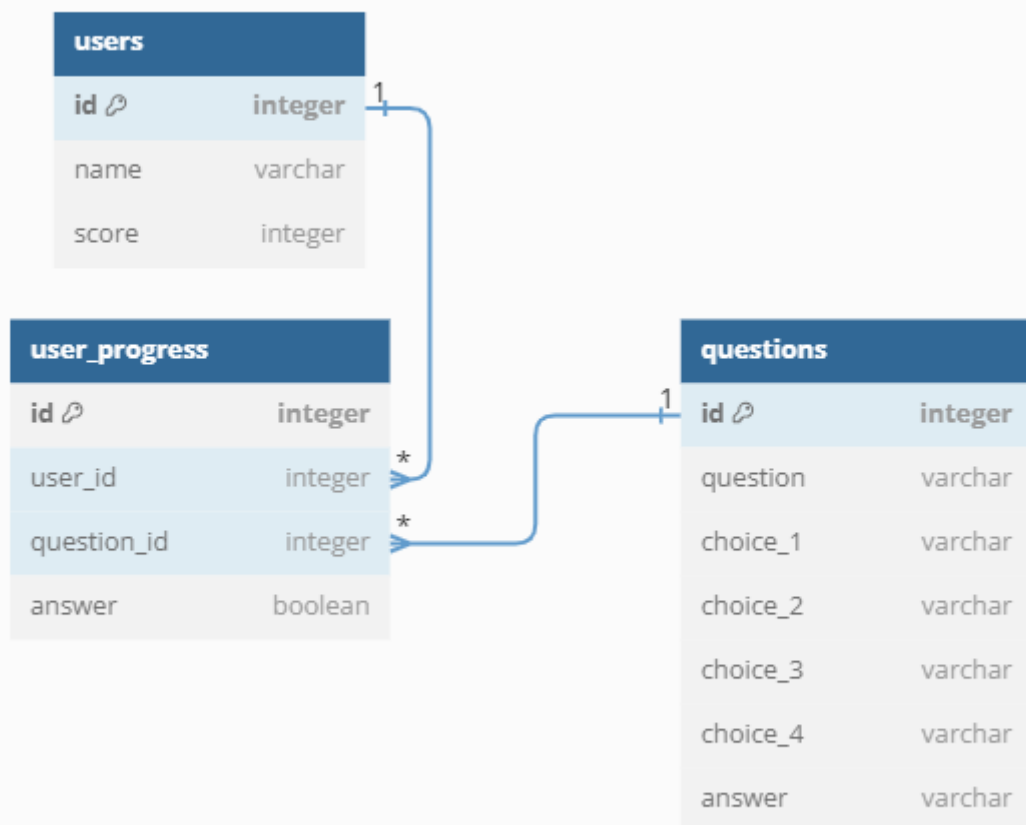 users
id integer
name varchar
score integer
1
user_progress
id integer
user_id integer
*
question_id integer
*
answer boolean
questions
1
id integer
question varchar
choice_1 varchar
choice_2 varchar
choice_3 varchar
choice_4 varchar
answer varchar